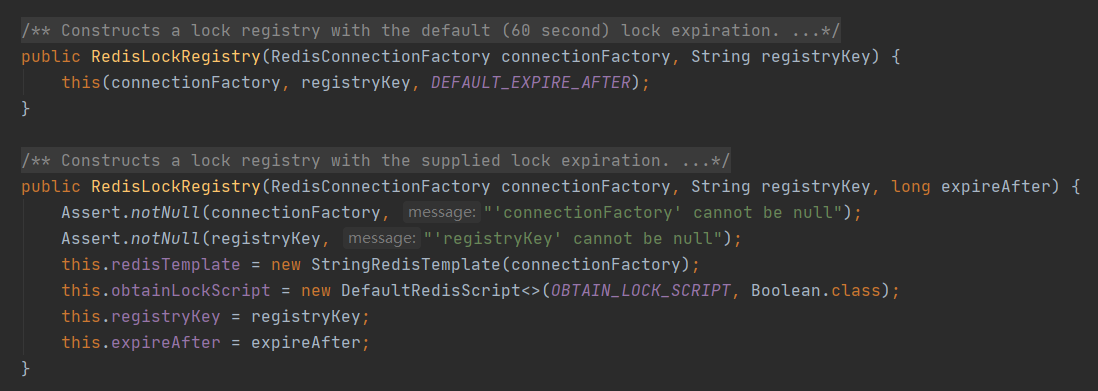 /** Constructs a lock registry with the default (60 second) lock expiration. ...*/
public RedisLockRegistry(RedisConnectionFactory connectionFactory, String registryKey) {
    this(connectionFactory, registryKey, DEFAULT_EXPIRE_AFTER);
}
/** Constructs a lock registry with the supplied lock expiration. ...*/
public RedisLockRegistry(RedisConnectionFactory connectionFactory, String registryKey, long expireAfter) {
    Assert.notNull(connectionFactory, message: "'connectionFactory' cannot be null");
    Assert.notNull(registryKey, message: "'registryKey' cannot be null");
    this.redisTemplate = new StringRedisTemplate(connectionFactory);
    this.obtainLockScript = new DefaultRedisScript<>(OBTAIN_LOCK_SCRIPT, Boolean.class);
    this.registryKey = registryKey;
    this.expireAfter = expireAfter;
}